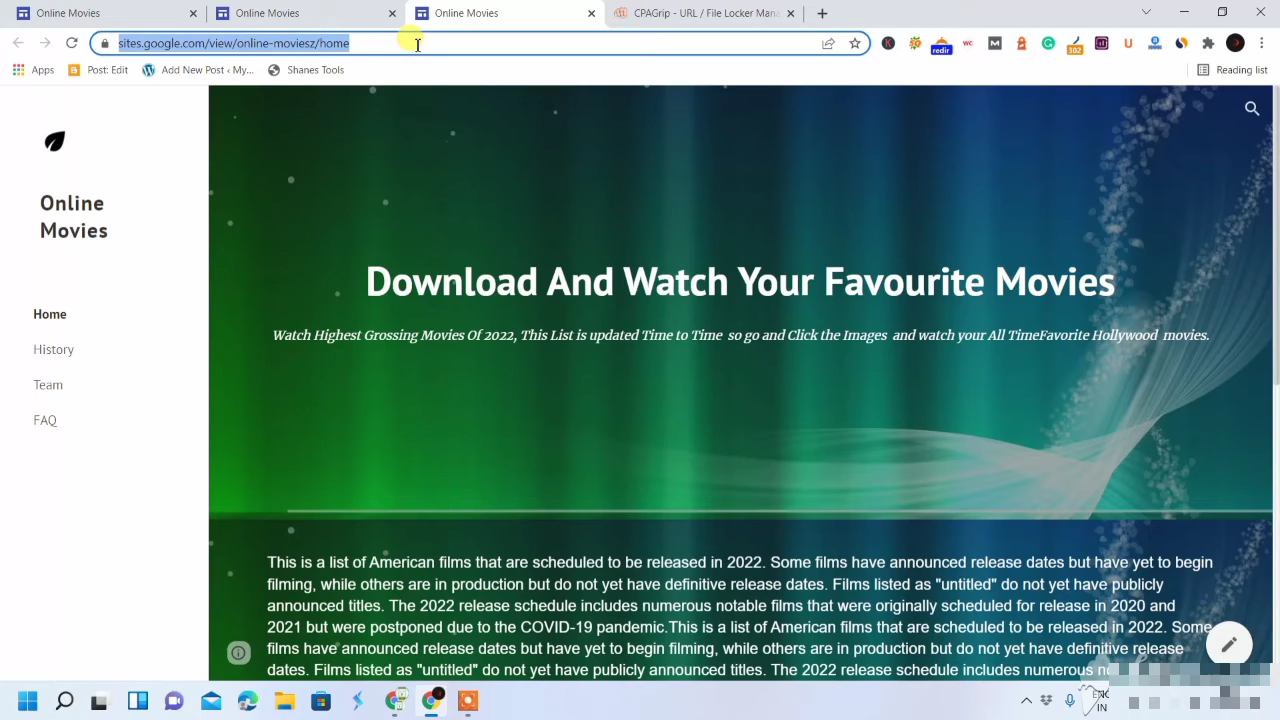 Online Movies
Online Movies
Online Movies
CPAGrip - URL / File Locker Mana
sites.google.com/view/online-moviesz/home
redir
WC
M
302
U
Apps
Post: Edit
Add New Post ‹ My...
Shanes Tools
Reading list
Online
Movies
Home
History
Team
FAQ
Download And Watch Your Favourite Movies
Watch Highest Grossing Movies Of 2022, This List is updated Time to Time so go and Click the Images and watch your All TimeFavorite Hollywood movies.
This is a list of American films that are scheduled to be released in 2022. Some films have announced release dates but have yet to begin
filming, while others are in production but do not yet have definitive release dates. Films listed as "untitled" do not yet have publicly
announced titles. The 2022 release schedule includes numerous notable films that were originally scheduled for release in 2020 and
2021 but were postponed due to the COVID-19 pandemic.This is a list of American films that are scheduled to be released in 2022. Some
films have announced release dates but have yet to begin filming, while others are in production but do not yet have definitive release
dates. Films listed as "untitled" do not yet have publicly announced titles. The 2022 release schedule includes numerous
IN